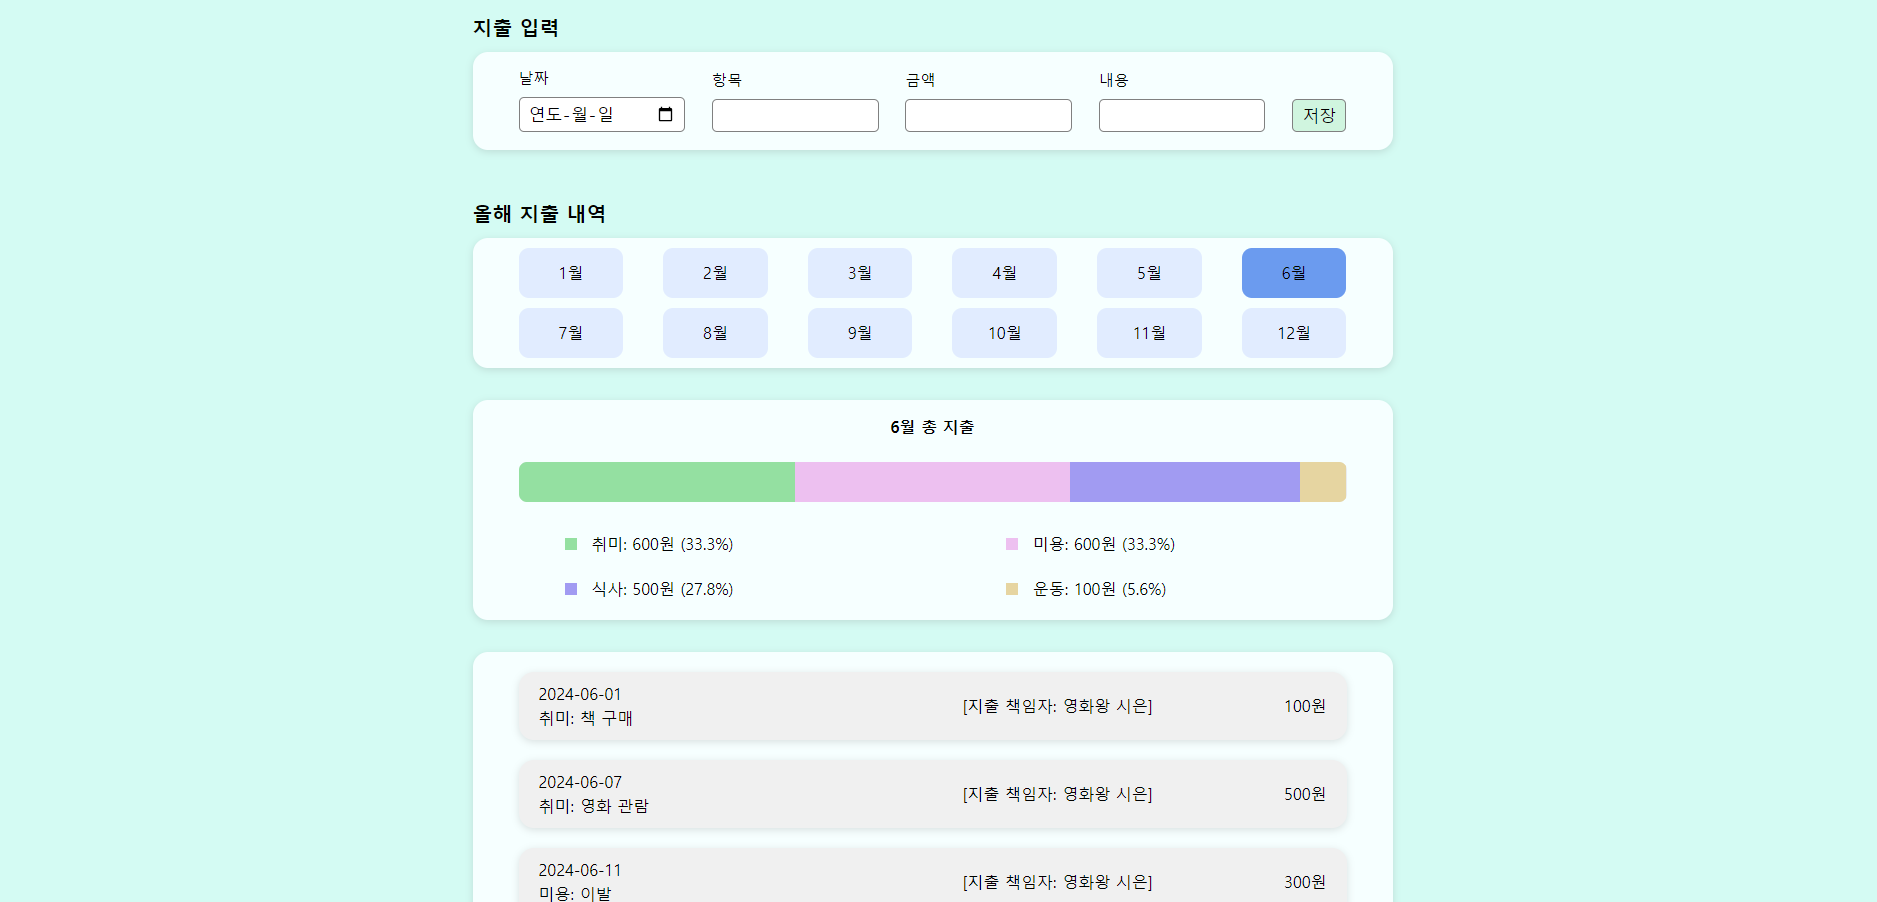 지출 입력
날짜 항목 금액 내용
연도-월-일 저장
올해 지출 내역
1월 2월 3월 4월 5월 6월
7월 8월 9월 10월 11월 12월
6월 총 지출
취미: 600원 (33.3%) 미용: 600원 (33.3%)
식사: 500원 (27.8%) 운동: 100원 (5.6%)
2024-06-01
취미: 책 구매
[지출 책임자: 영화왕 시은] 100원
2024-06-07
취미: 영화 관람
[지출 책임자: 영화왕 시은] 500원
2024-06-11
미용: 이발
[지출 책임자: 영화왕 시은] 300원